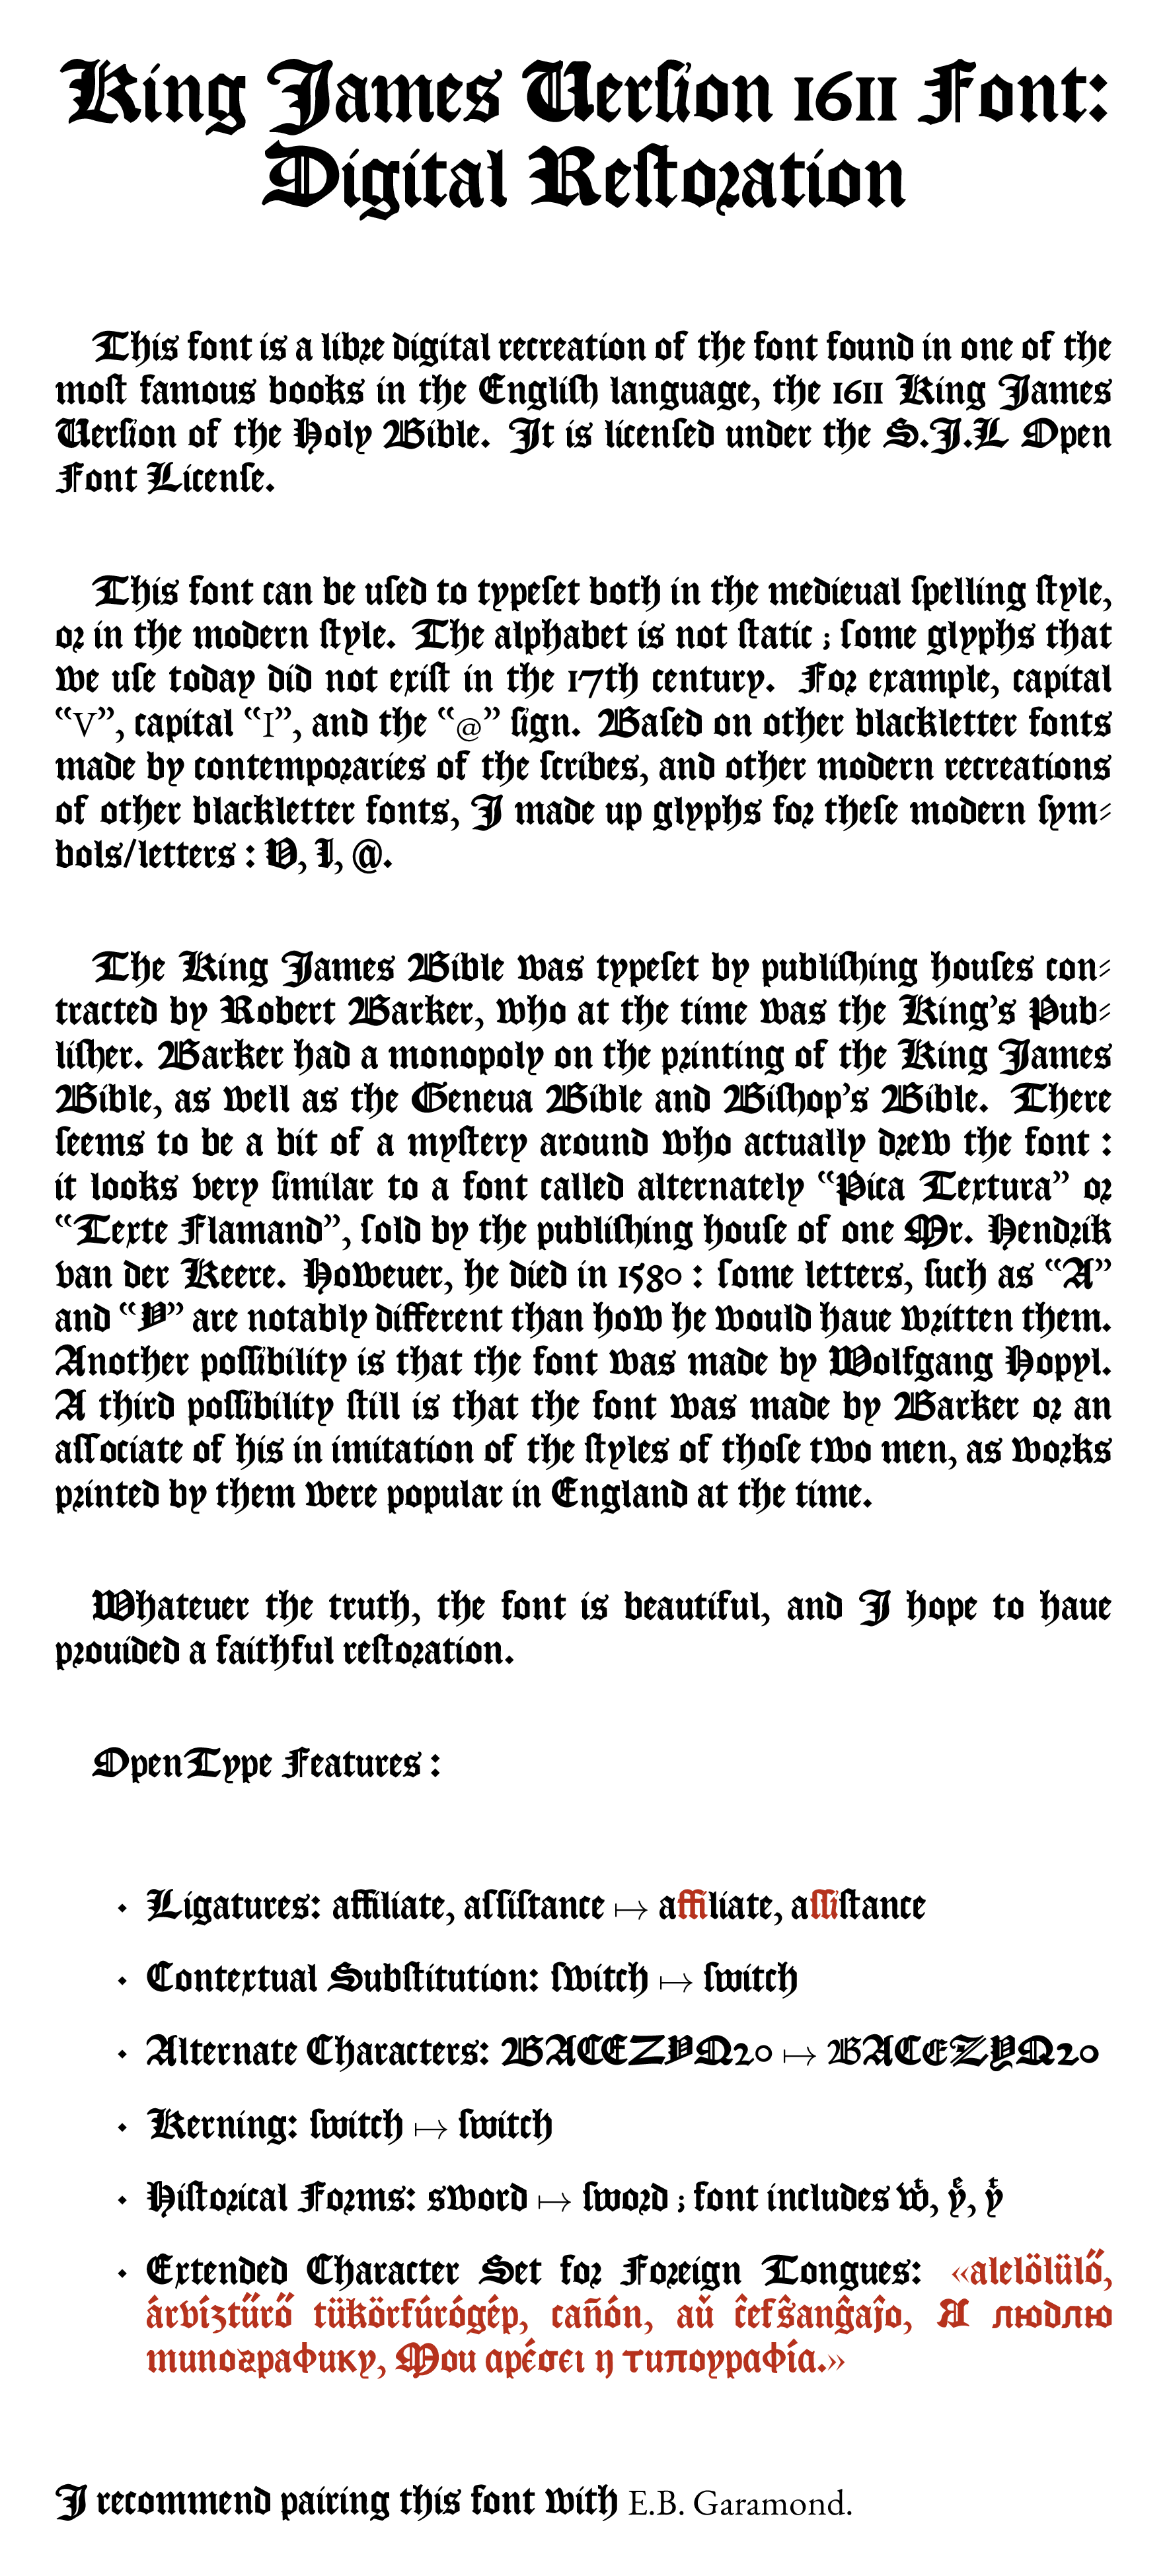 King James Uerſion 1611 Font:
Digital Reſtoration
This font is a libre digital recreation of the font found in one of the
moſt famous books in the Engliſh language, the 1611 King James
Uerſion of the Holy Bible. Jt is licenſed under the S.J.L Open
Font Licenſe.
This font can be uſed to typeſet both in the medieual ſpelling ſtyle,
or in the modern ſtyle. The alphabet is not ſtatic ; ſome glyphs that
we uſe today did not exiſt in the 17th century. For example, capital
“V”, capital “I”, and the “@” ſign. Baſed on other blackletter fonts
made by contemporaries of the ſcribes, and other modern recreations
of other blackletter fonts, J made up glyphs for theſe modern ſym⸗
bols/letters : V, I, @.
The King James Bible was typeſet by publiſhing houſes con⸗
tracted by Robert Barker, who at the time was the King’s Pub⸗
liſher. Barker had a monopoly on the printing of the King James
Bible, as well as the Geneua Bible and Biſhop’s Bible. There
ſeems to be a bit of a myſtery around who actually drew the font :
it looks very ſimilar to a font called alternately “Pica Textura” or
“Texte Flamand”, ſold by the publiſhing houſe of one Mr. Hendrik
van der Keere. Howeuer, he died in 1580 : ſome letters, ſuch as “A”
and “Y” are notably different than how he would haue written them.
Another poſſibility is that the font was made by Wolfgang Hopyl.
A third poſſibility ſtill is that the font was made by Barker or an
aſſociate of his in imitation of the ſtyles of thoſe two men, as works
printed by them were popular in England at the time.
Whateuer the truth, the font is beautiful, and J hope to haue
prouided a faithful reſtoration.
OpenType Features :
• Ligatures: affiliate, aſſiſtance ↦ affiliate, aſſiſtance
• Contextual Subſtitution: ſwitch ↦ ſwitch
• Alternate Characters: BACEZYQ20 ↦ BACEZYQ20
• Kerning: ſwitch ↦ ſwitch
• Hiſtorical Forms: sword ↦ ſword ; font includes wͭ, yͤ, yͭ
• Extended Character Set for Foreign Tongues: «alelölülő,
árvíztűrő tükörfúrógép, cañón, aŭ ĉefŝanĝaĵo, Я люблю
типографику, Μου αρέσει η τυπογραφία.»
J recommend pairing this font with E.B. Garamond.